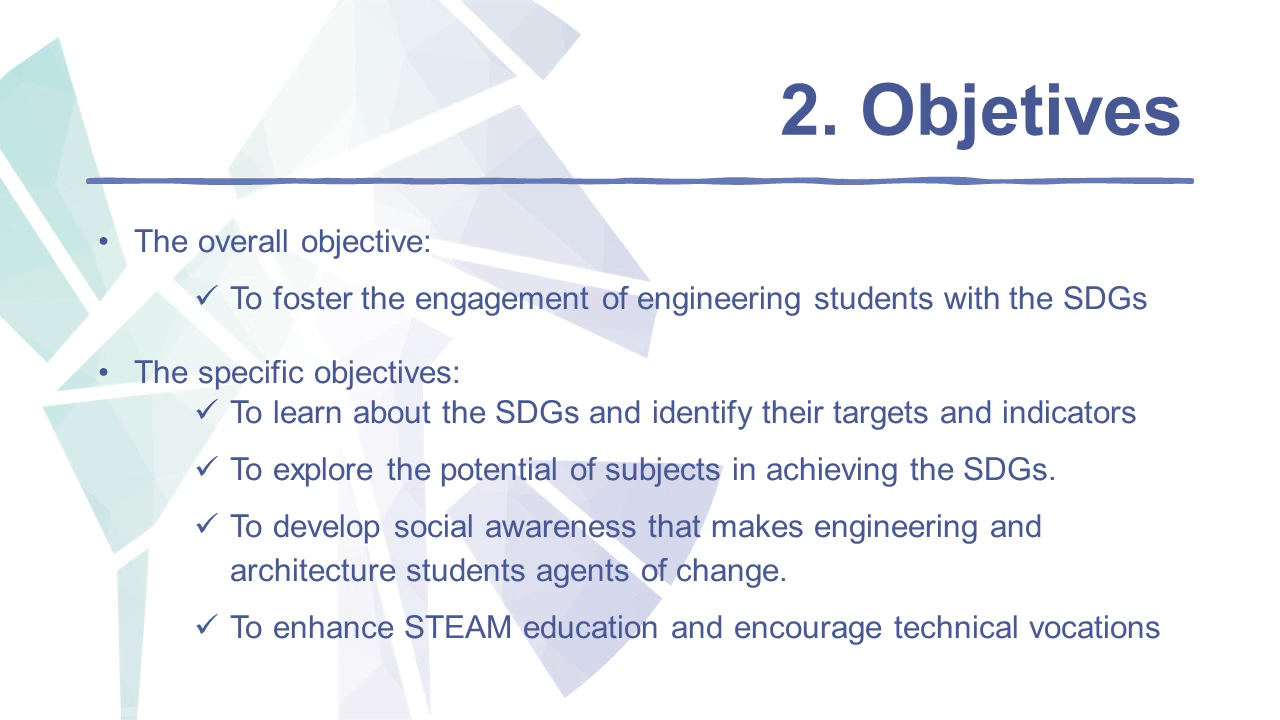 2. Objetives
• The overall objective:
✓ To foster the engagement of engineering students with the SDGs
• The specific objectives:
✓ To learn about the SDGs and identify their targets and indicators
✓ To explore the potential of subjects in achieving the SDGs.
✓ To develop social awareness that makes engineering and
architecture students agents of change.
✓ To enhance STEAM education and encourage technical vocations